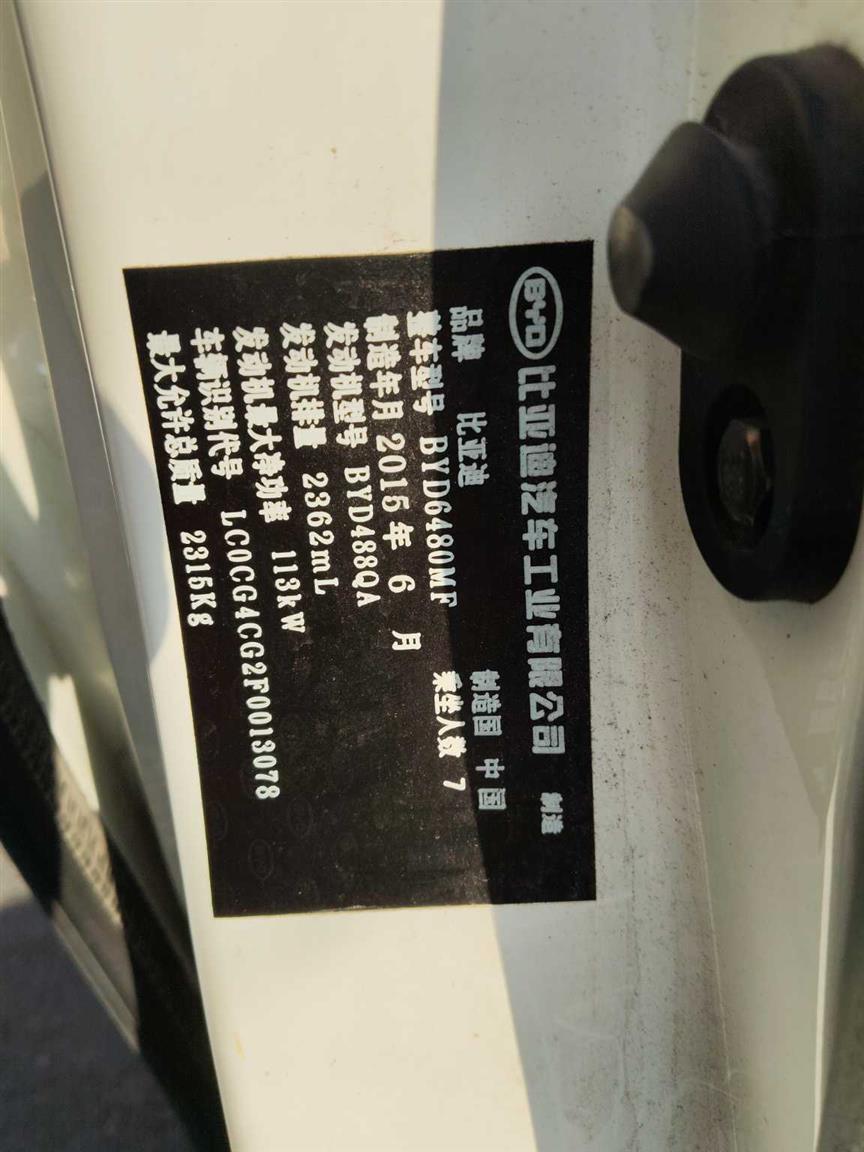 BYD 比亚迪汽车工业有限公司 制造
品牌 比亚迪 制造国 中国
整车型号 BYD6480MF 乘坐人数 7
制造年月 2015 年 6 月
发动机型号 BYD488QA
发动机排量 2362mL
发动机最大净功率 113kW
车辆识别代号 LC0CG4CG2F0013078
最大允许总质量 2315Kg